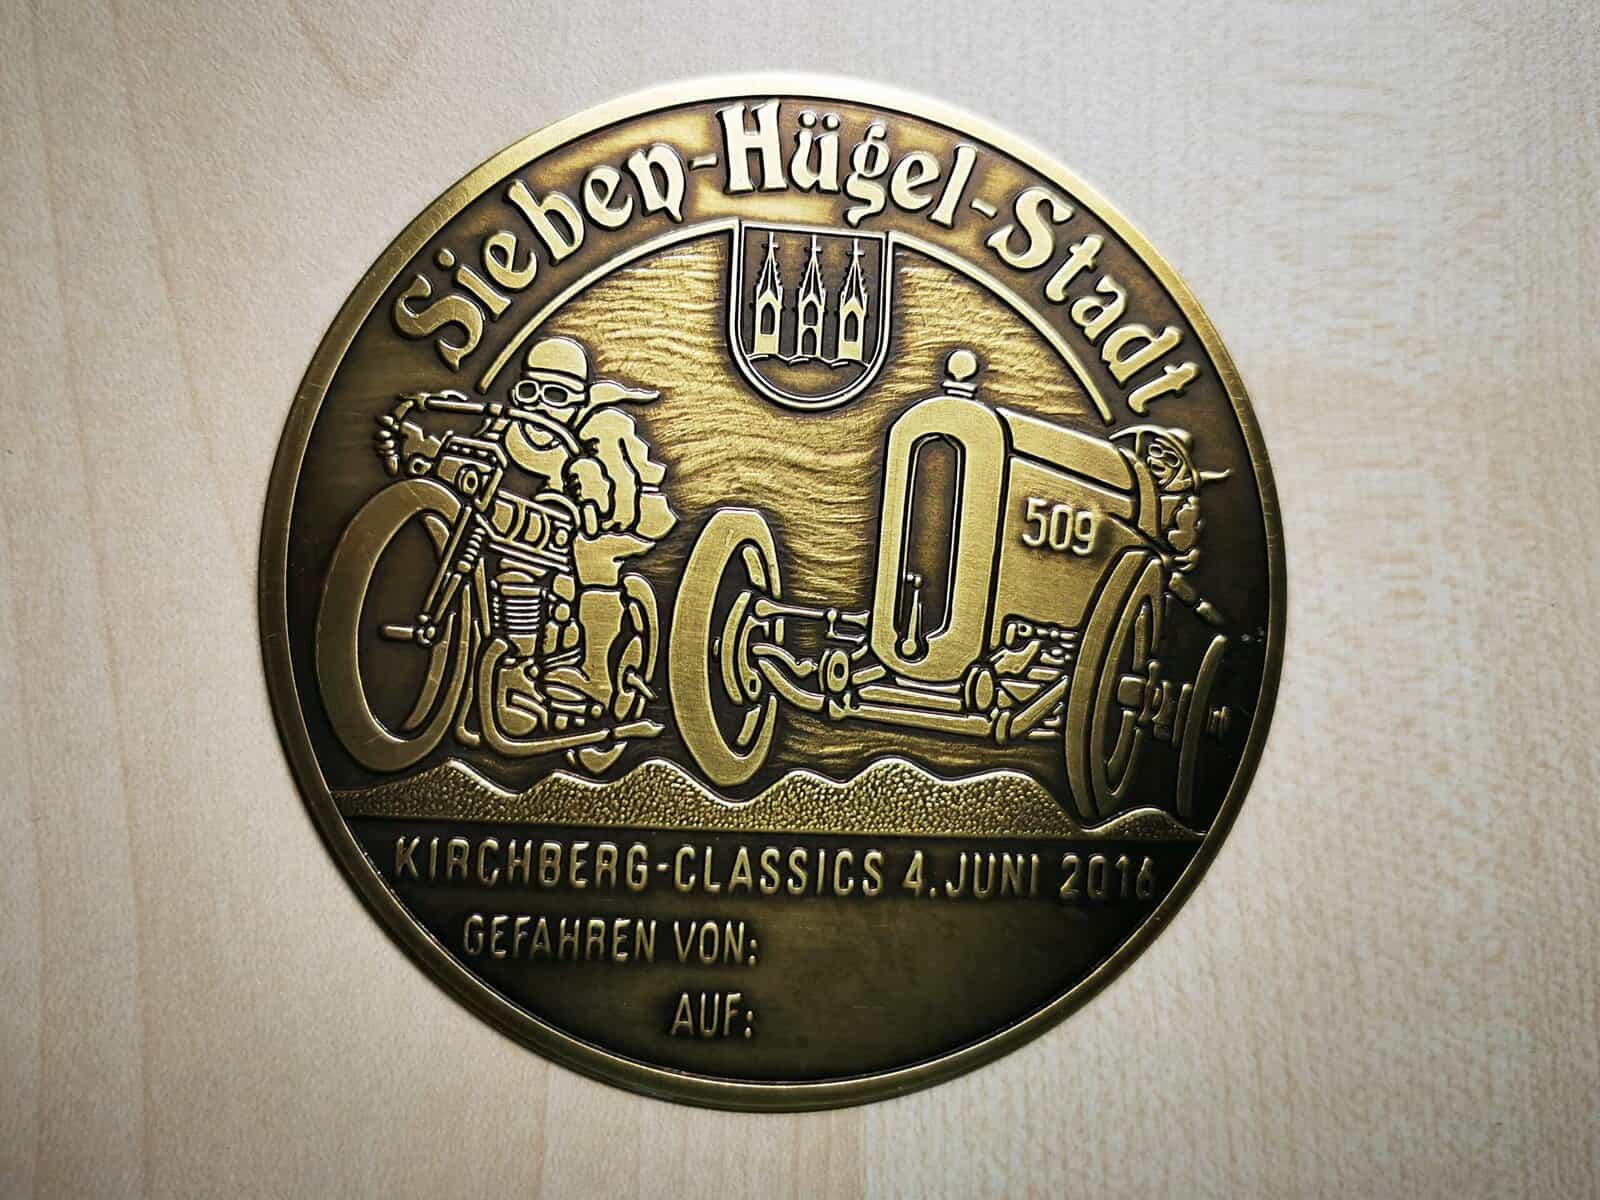 Sieben-Hügel-Stadt
509
KIRCHBERG-CLASSICS 4. JUNI 2016
GEFAHREN VON:
AUF: